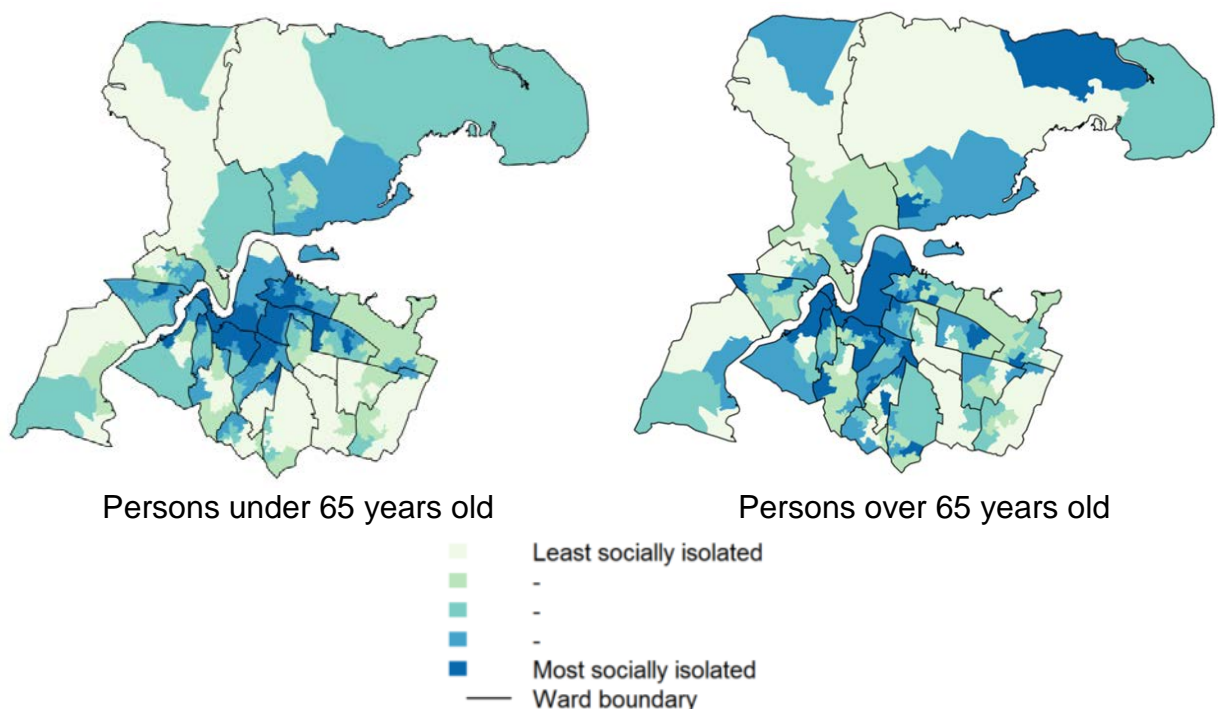 Persons under 65 years old
Persons over 65 years old
Least socially isolated
-
-
-
Most socially isolated
Ward boundary